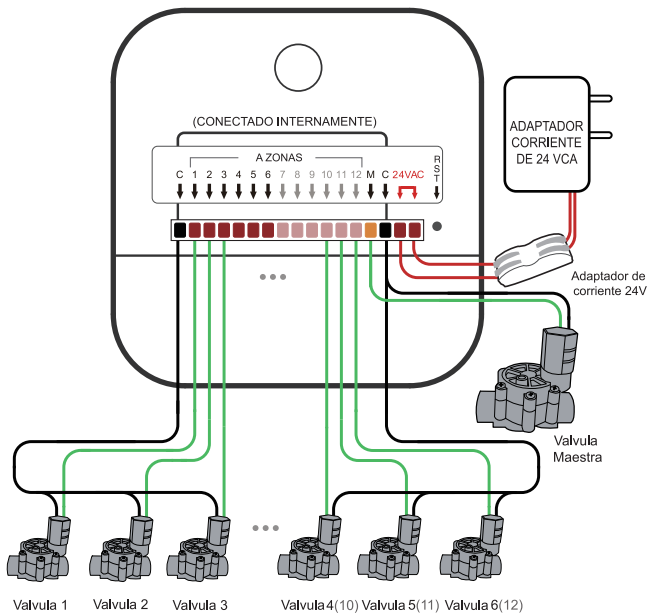 (CONECTADO INTERNAMENTE)
A ZONAS
C 1 2 3 4 5 6 7 8 9 10 11 12 M C 24VAC
RST
ADAPTADOR
CORRIENTE
DE 24 VCA
Adaptador de
corriente 24V
Valvula
Maestra
Valvula 1 Valvula 2 Valvula 3 Valvula4(10) Valvula 5(11) Valvula 6(12)